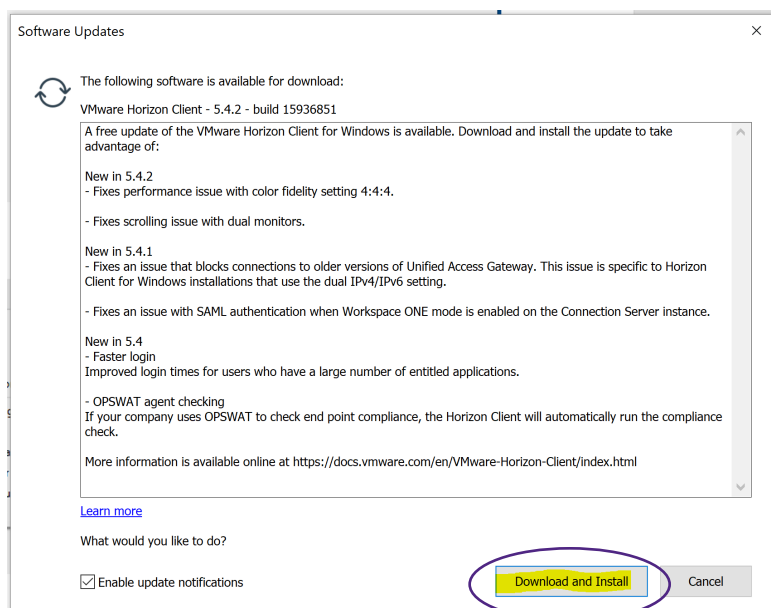 Software Updates
The following software is available for download:
VMware Horizon Client - 5.4.2 - build 15936851
A free update of the VMware Horizon Client for Windows is available. Download and install the update to take
advantage of:
New in 5.4.2
- Fixes performance issue with color fidelity setting 4:4:4.
- Fixes scrolling issue with dual monitors.
New in 5.4.1
- Fixes an issue that blocks connections to older versions of Unified Access Gateway. This issue is specific to Horizon
Client for Windows installations that use the dual IPv4/IPv6 setting.
- Fixes an issue with SAML authentication when Workspace ONE mode is enabled on the Connection Server instance.
New in 5.4
- Faster login
Improved login times for users who have a large number of entitled applications.
- OPSWAT agent checking
If your company uses OPSWAT to check end point compliance, the Horizon Client will automatically run the compliance
check.
More information is available online at https://docs.vmware.com/en/VMware-Horizon-Client/index.html
Learn more
What would you like to do?
Enable update notifications
Download and Install
Cancel